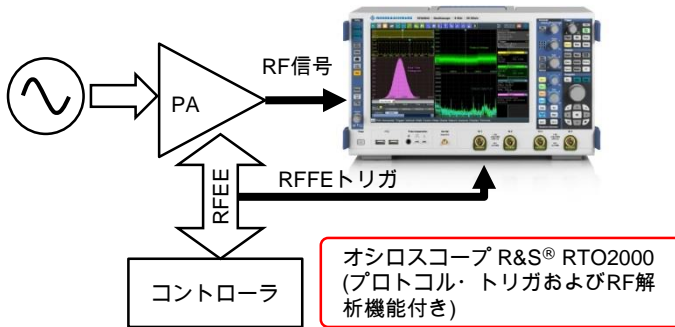 RF信号
PA
RFEE
RFFEトリガ
コントローラ
オシロスコープ R&S® RTO2000
(プロトコル・トリガおよびRF解
析機能付き)